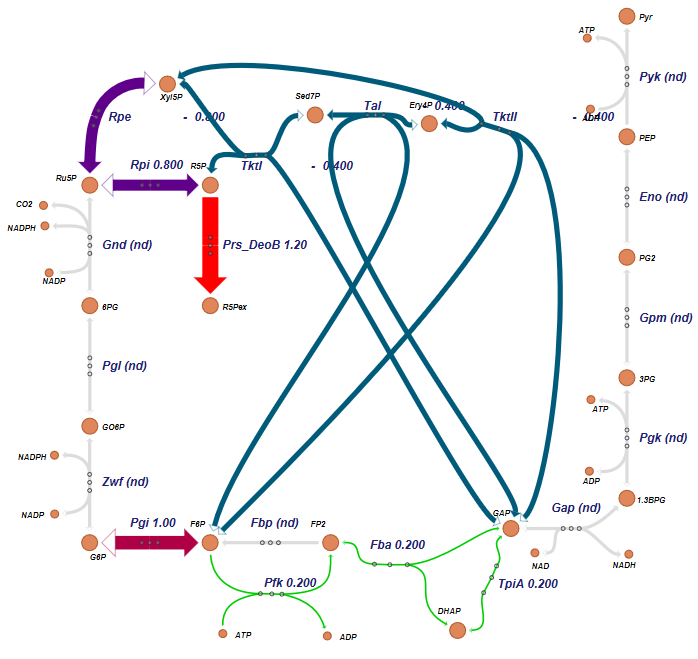 Pyr
ATP
Pyk (nd)
ADP
Xyl5P
Sed7P
Ery4P
0.400
Tal
TktII
- 0.400
Rpe
- 0.800
PEP
Rpi 0.800
R5P
TktI
- 0.400
Ru5P
Eno (nd)
CO2
NADPH
Gnd (nd)
Prs_DeoB 1.20
PG2
NADP
6PG
R5Pex
Gpm (nd)
Pgl (nd)
3PG
ATP
GO6P
Pgk (nd)
NADPH
Zwf (nd)
ADP
NADP
1.3BPG
Pgi 1.00
F6P
Fbp (nd)
FP2
GAP
Gap (nd)
G6P
Fba 0.200
NAD
NADH
Pfk 0.200
TpiA 0.200
DHAP
ATP
ADP